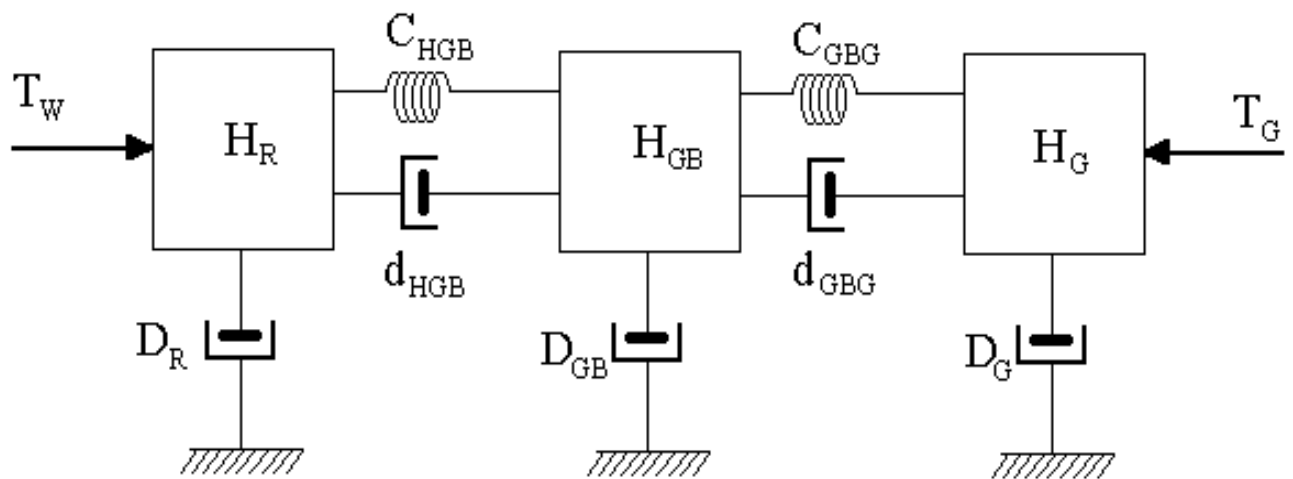 C_HGB
C_GBG
T_W
T_G
H_R
H_GB
H_G
d_HGB
d_GBG
D_R
D_GB
D_G